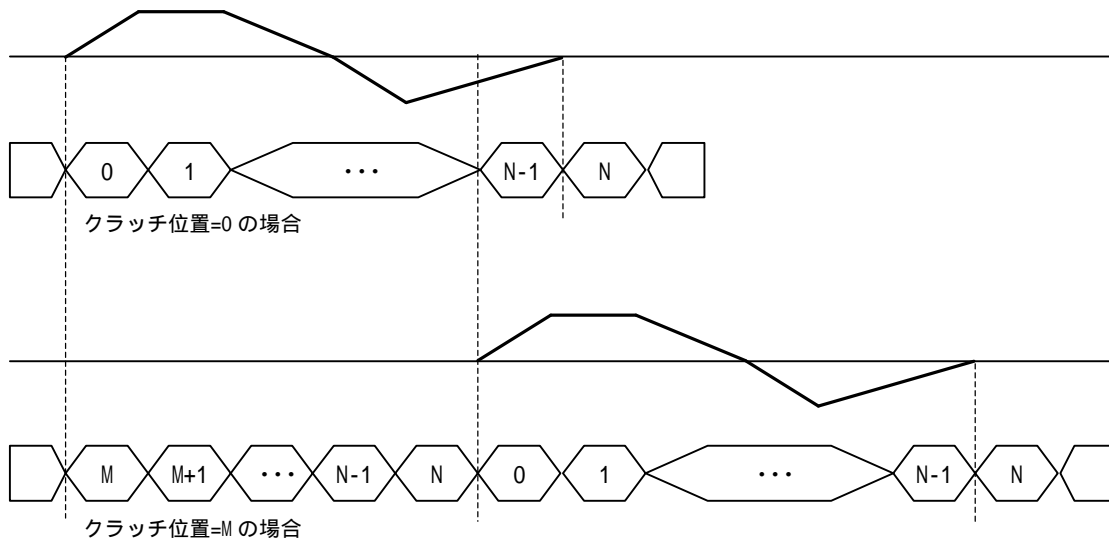 0 1 ··· N-1 N
クラッチ位置=0 の場合
M M+1 ··· N-1 N 0 1 ··· N-1 N
クラッチ位置=M の場合